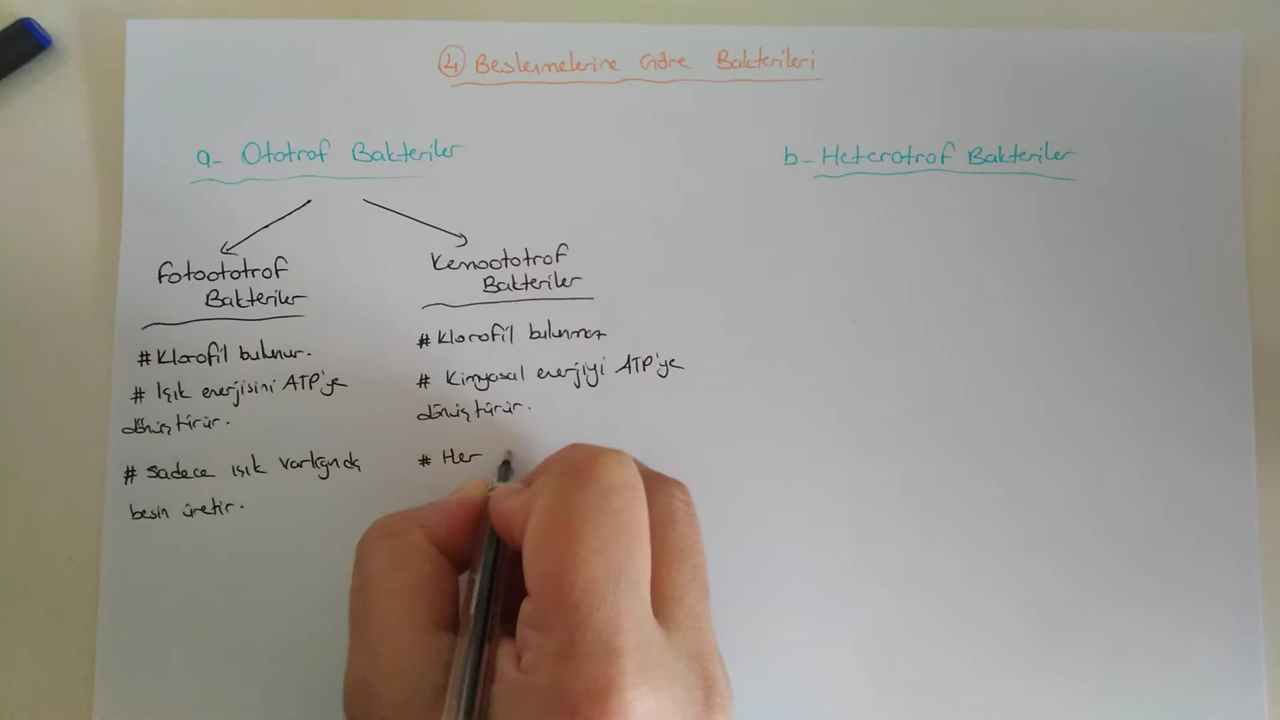 4 Beslenmelerine Göre Bakterileri
a- Ototrof Bakteriler
Fotoototrof
Bakteriler
#Klorofil bulunur.
# Işık enerjisini ATP'ye
dönüştürür.
# Sadece ışık varlığında
besin üretir.
Kemoototrof
Bakteriler
# Klorofil bulunmaz
# Kimyasal enerjiyi ATP'ye
dönüştürür.
# Her
b- Heterotrof Bakteriler